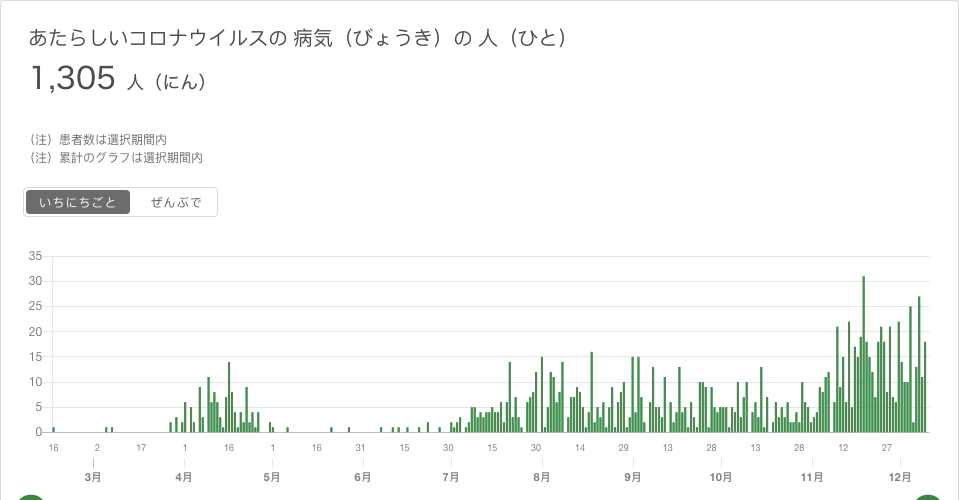 あたらしいコロナウイルスの 病気（びょうき）の 人（ひと）
1,305 人（にん）
（注）患者数は選択期間内
（注）累計のグラフは選択期間内
いちにちごと ぜんぶで
35
30
25
20
15
10
5
0
16 2 17 1 16 1 16 31 15 30 15 30 14 29 13 28 13 28 12 27
3月 4月 5月 6月 7月 8月 9月 10月 11月 12月